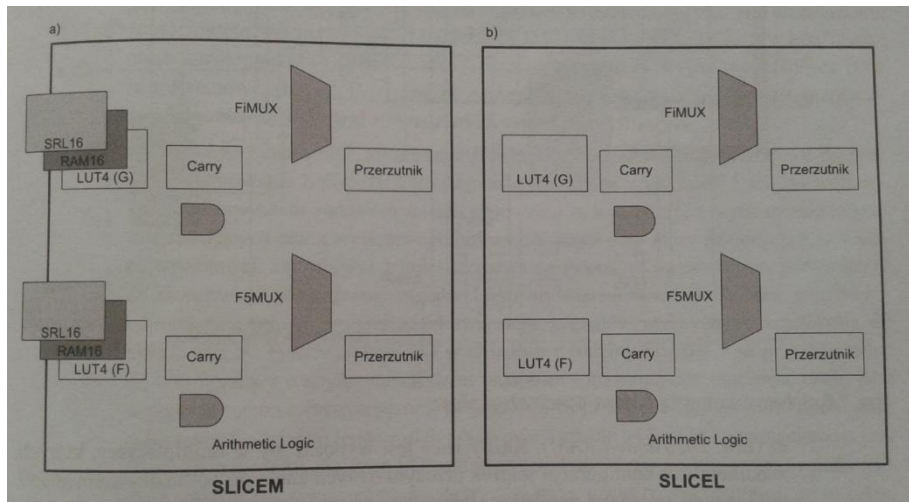 a)
FiMUX
SRL16
RAM16
LUT4 (G)
Carry
Przerzutnik
F5MUX
SRL16
RAM16
LUT4 (F)
Carry
Przerzutnik
Arithmetic Logic
SLICEM
b)
FiMUX
LUT4 (G)
Carry
Przerzutnik
F5MUX
LUT4 (F)
Carry
Przerzutnik
Arithmetic Logic
SLICEL